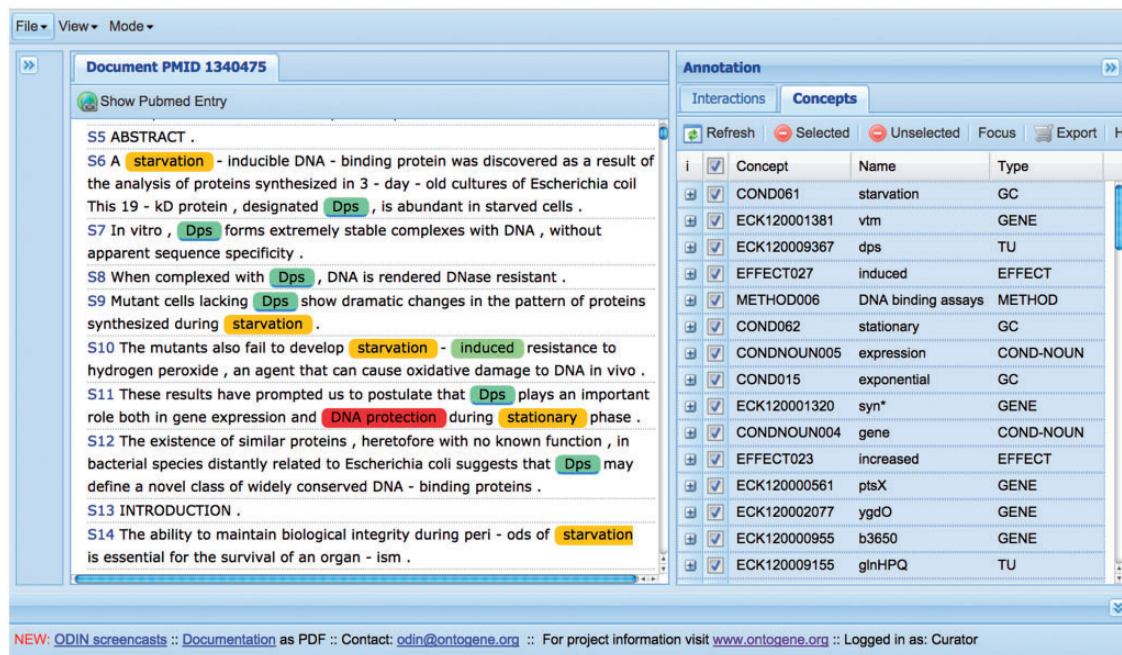 File View Mode
Document PMID 1340475
Show Pubmed Entry
S5 ABSTRACT .
S6 A starvation - inducible DNA - binding protein was discovered as a result of
the analysis of proteins synthesized in 3 - day - old cultures of Escherichia coil
This 19 - kD protein , designated Dps , is abundant in starved cells .
S7 In vitro , Dps forms extremely stable complexes with DNA , without
apparent sequence specificity .
S8 When complexed with Dps , DNA is rendered DNase resistant .
S9 Mutant cells lacking Dps show dramatic changes in the pattern of proteins
synthesized during starvation .
S10 The mutants also fail to develop starvation - induced resistance to
hydrogen peroxide , an agent that can cause oxidative damage to DNA in vivo .
S11 These results have prompted us to postulate that Dps plays an important
role both in gene expression and DNA protection during stationary phase .
S12 The existence of similar proteins , heretofore with no known function , in
bacterial species distantly related to Escherichia coli suggests that Dps may
define a novel class of widely conserved DNA - binding proteins .
S13 INTRODUCTION .
S14 The ability to maintain biological integrity during peri - ods of starvation
is essential for the survival of an organ - ism .
Annotation
Interactions Concepts
Refresh Selected Unselected Focus Export H
i Concept Name Type
COND061 starvation GC
ECK120001381 vtm GENE
ECK120009367 dps TU
EFFECT027 induced EFFECT
METHOD006 DNA binding assays METHOD
COND062 stationary GC
CONDNOUN005 expression COND-NOUN
COND015 exponential GC
ECK120001320 syn* GENE
CONDNOUN004 gene COND-NOUN
EFFECT023 increased EFFECT
ECK120000561 ptsX GENE
ECK120002077 ygdO GENE
ECK120000955 b3650 GENE
ECK120009155 glnHPQ TU
NEW: ODIN screencasts :: Documentation as PDF :: Contact: odin@ontogene.org :: For project information visit www.ontogene.org :: Logged in as: Curator